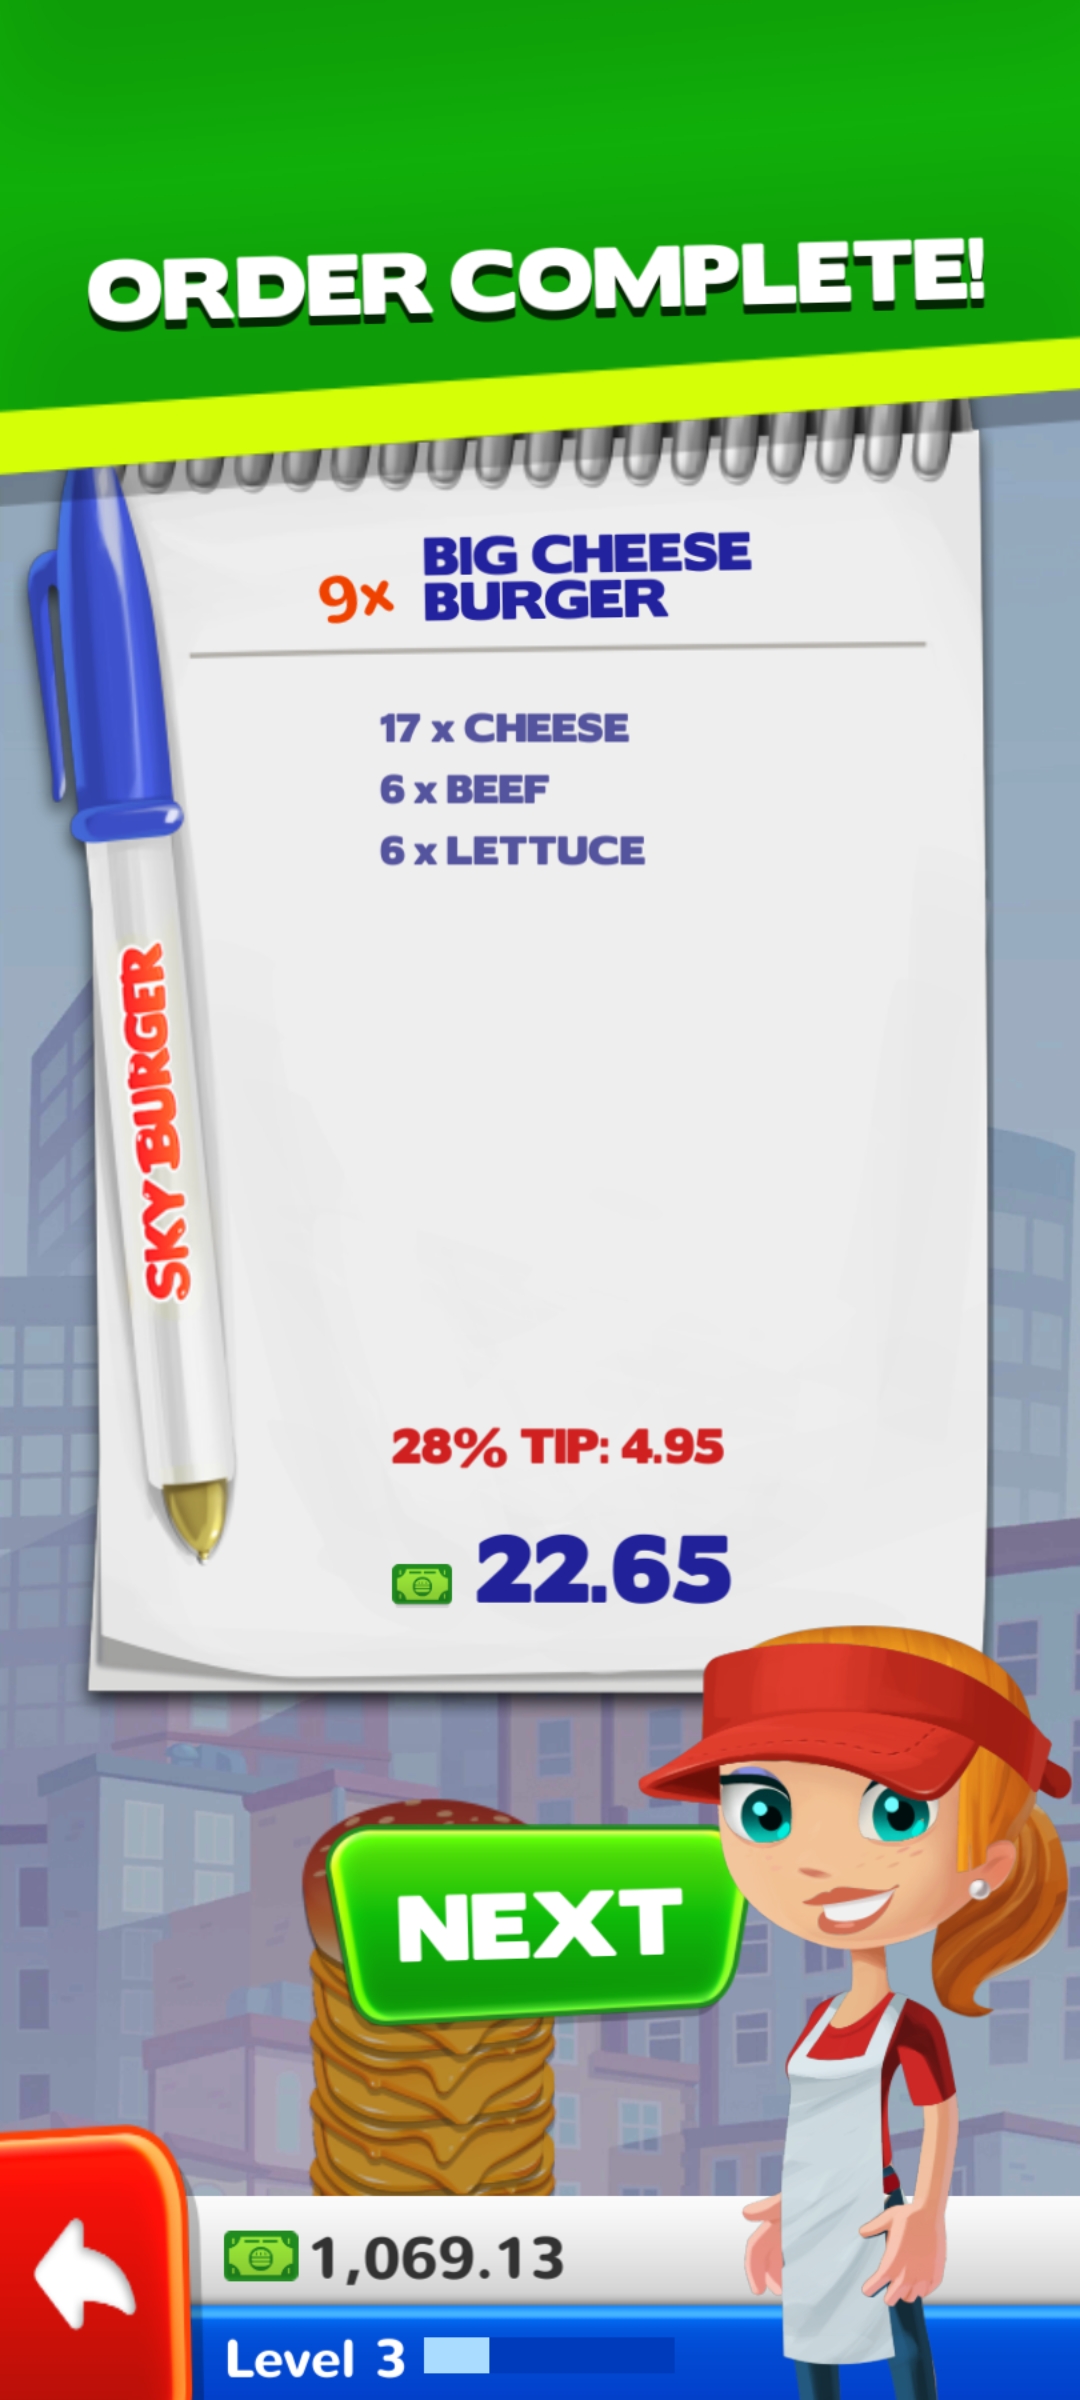 ORDER COMPLETE!
9x BIG CHEESE
BURGER
17 x CHEESE
6 x BEEF
6 x LETTUCE
SKY BURGER
28% TIP: 4.95
22.65
NEXT
1,069.13
Level 3